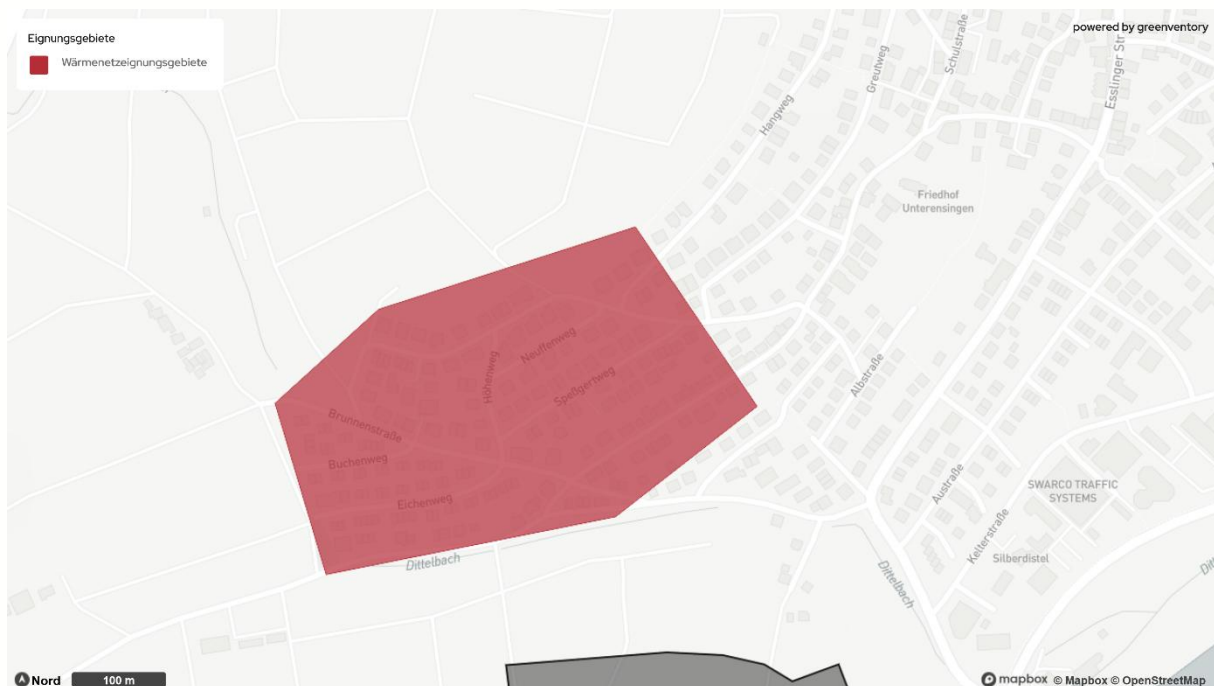 Eignungsgebiete
Wärmenetzeignungsgebiete
powered by greenventory
Schulstraße
Esslinger Str
Greutweg
Hangweg
Friedhof
Unterensingen
Neuffenweg
Höhenweg
Speßgertweg
Albstraße
Brunnenstraße
Buchenweg
Eichenweg
Austraße
SWARCO TRAFFIC
SYSTEMS
Kelterstraße
Silberdistel
Dittelbach
Dittelbach
Nord
100 m
mapbox © Mapbox © OpenStreetMap